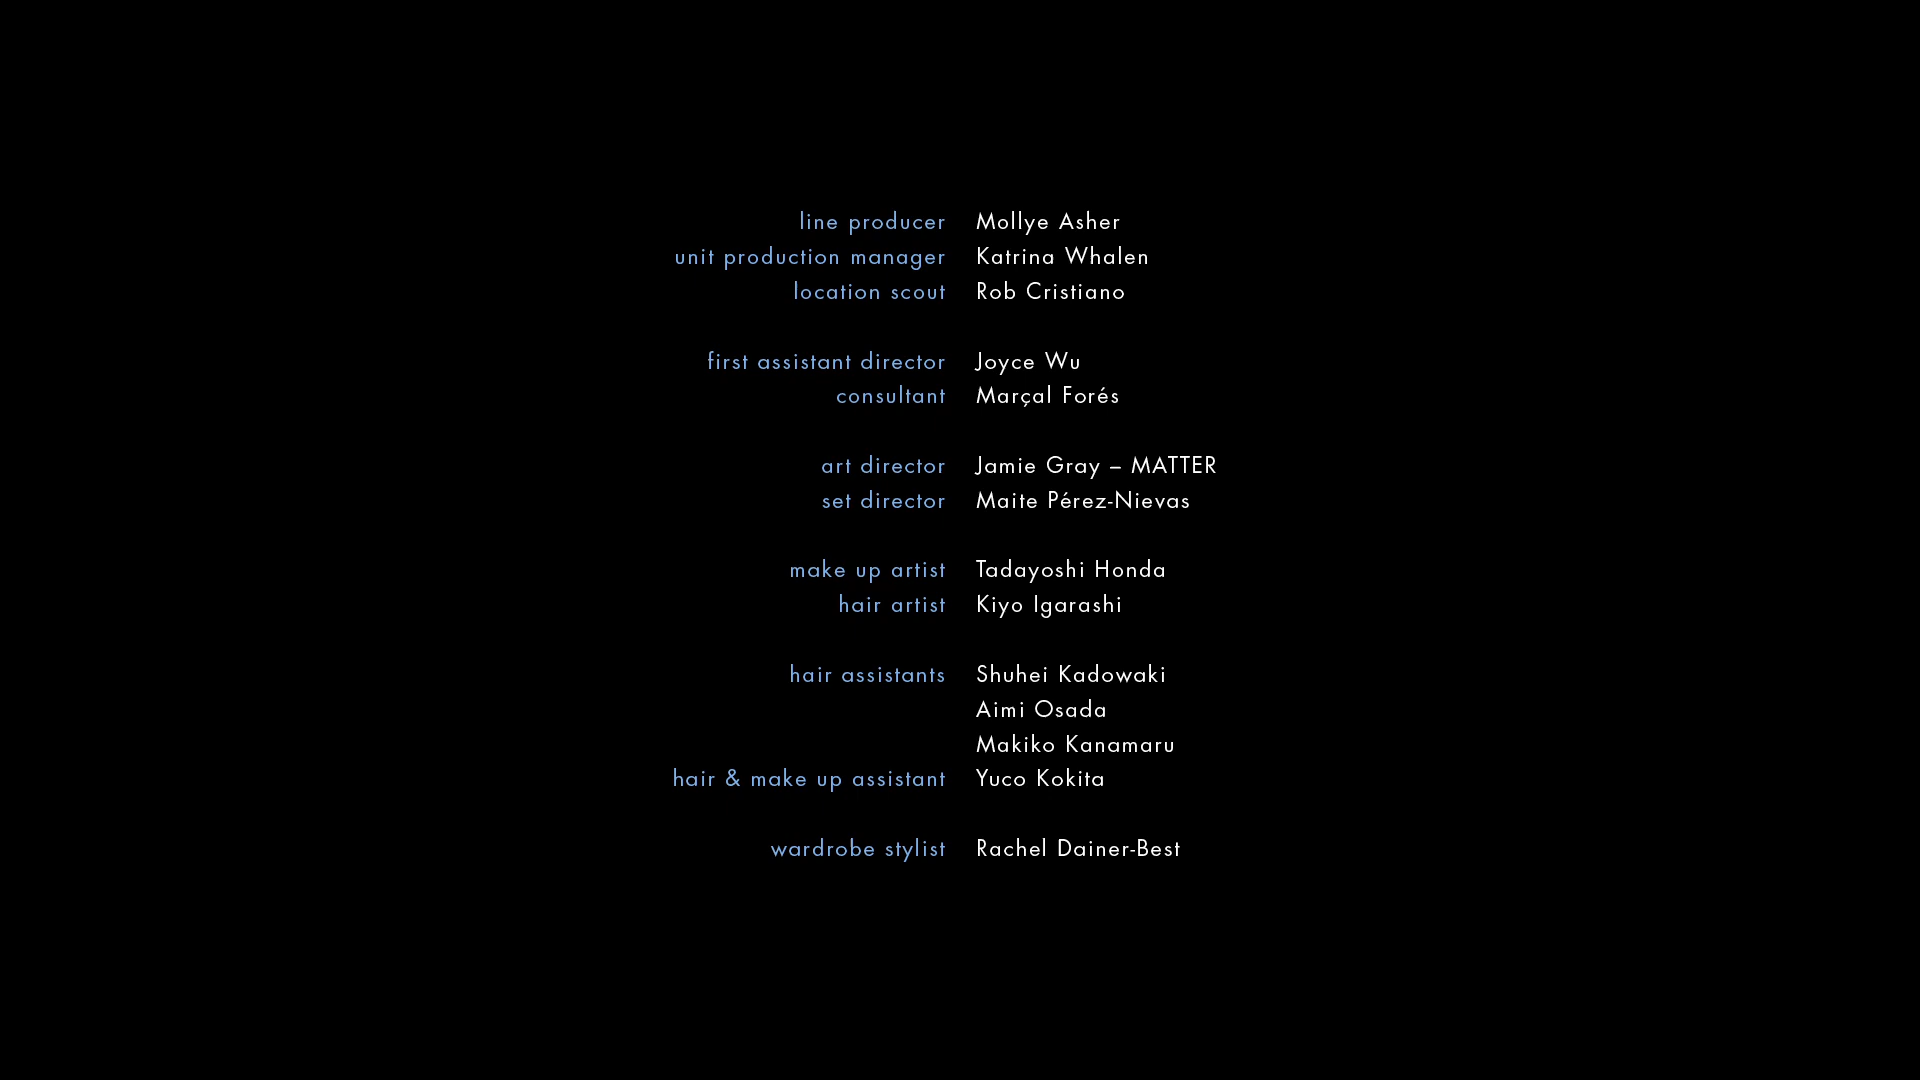 line producer Mollye Asher
unit production manager Katrina Whalen
location scout Rob Cristiano
first assistant director Joyce Wu
consultant Marçal Forés
art director Jamie Gray – MATTER
set director Maite Pérez-Nievas
make up artist Tadayoshi Honda
hair artist Kiyo Igarashi
hair assistants Shuhei Kadowaki
Aimi Osada
Makiko Kanamaru
hair & make up assistant Yuco Kokita
wardrobe stylist Rachel Dainer-Best